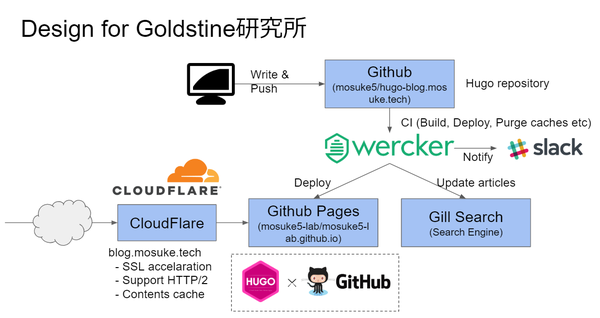 Design for Goldstine研究所
Write &
Push
Github
(mosuke5/hugo-blog.mos
uke.tech)
Hugo repository
CI (Build, Deploy, Purge caches etc)
wercker
Notify
slack
Deploy
Update articles
CLOUDFLARE
CloudFlare
Github Pages
(mosuke5-lab/mosuke5-l
ab.github.io)
Gill Search
(Search Engine)
blog.mosuke.tech
- SSL accelaration
- Support HTTP/2
- Contents cache
HUGO
×
GitHub